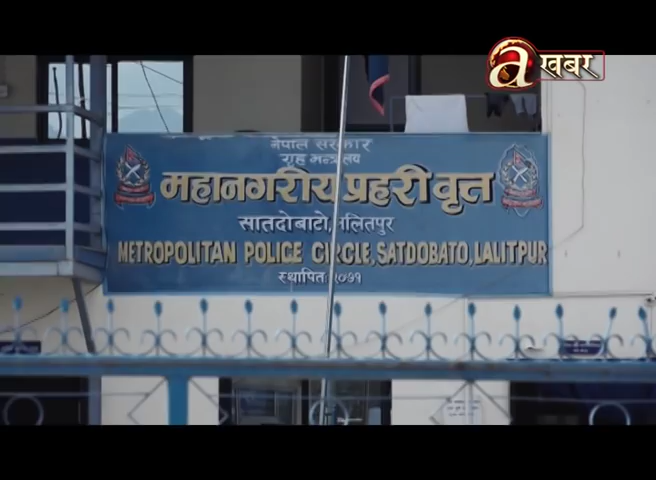 a खबर
नेपाल सरकार
गृह मन्त्रालय
महानगरीय प्रहरी वृत्त
सातदोबाटो, ललितपुर
METROPOLITAN POLICE CIRCLE, SATDOBATO, LALITPUR
स्थापित २०७१